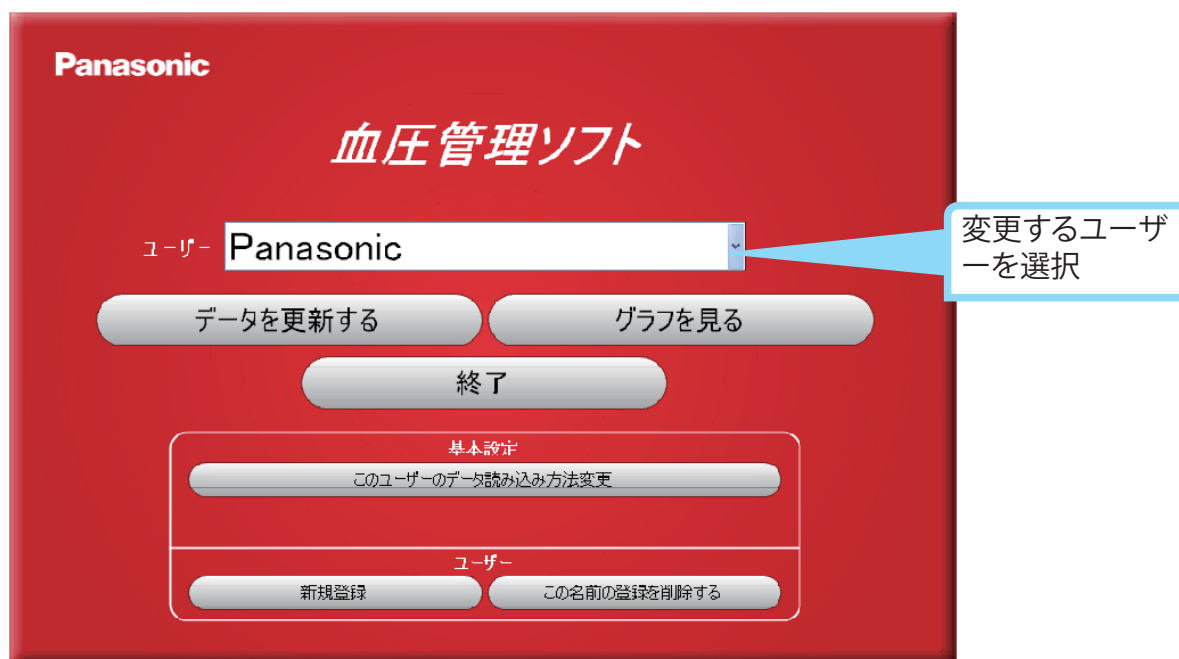 Panasonic
血圧管理ソフト
ユーザー Panasonic
変更するユーザ
ーを選択
データを更新する グラフを見る
終了
基本設定
このユーザーのデータ読み込み方法変更
ユーザー
新規登録 この名前の登録を削除する